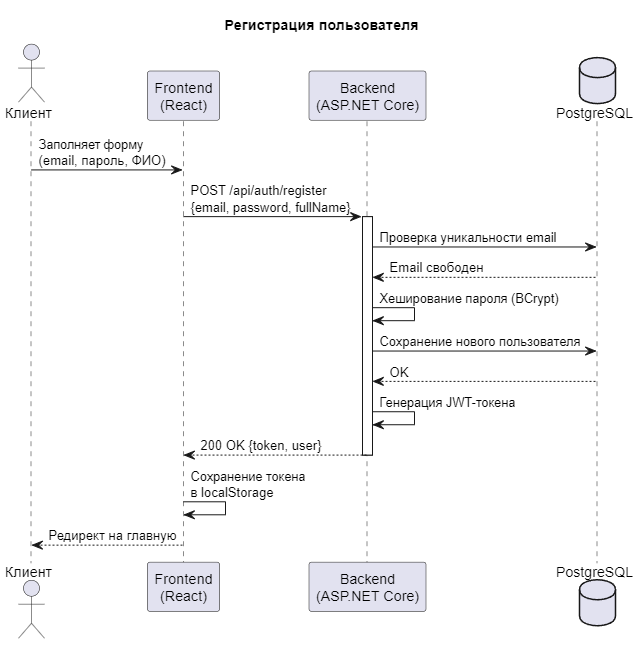 Регистрация пользователя
Клиент
Frontend
(React)
Backend
(ASP.NET Core)
PostgreSQL
Заполняет форму
(email, пароль, ФИО)
POST /api/auth/register
{email, password, fullName}
Проверка уникальности email
Email свободен
Хеширование пароля (BCrypt)
Сохранение нового пользователя
OK
Генерация JWT-токена
200 OK {token, user}
Сохранение токена
в localStorage
Редирект на главную
Клиент
Frontend
(React)
Backend
(ASP.NET Core)
PostgreSQL